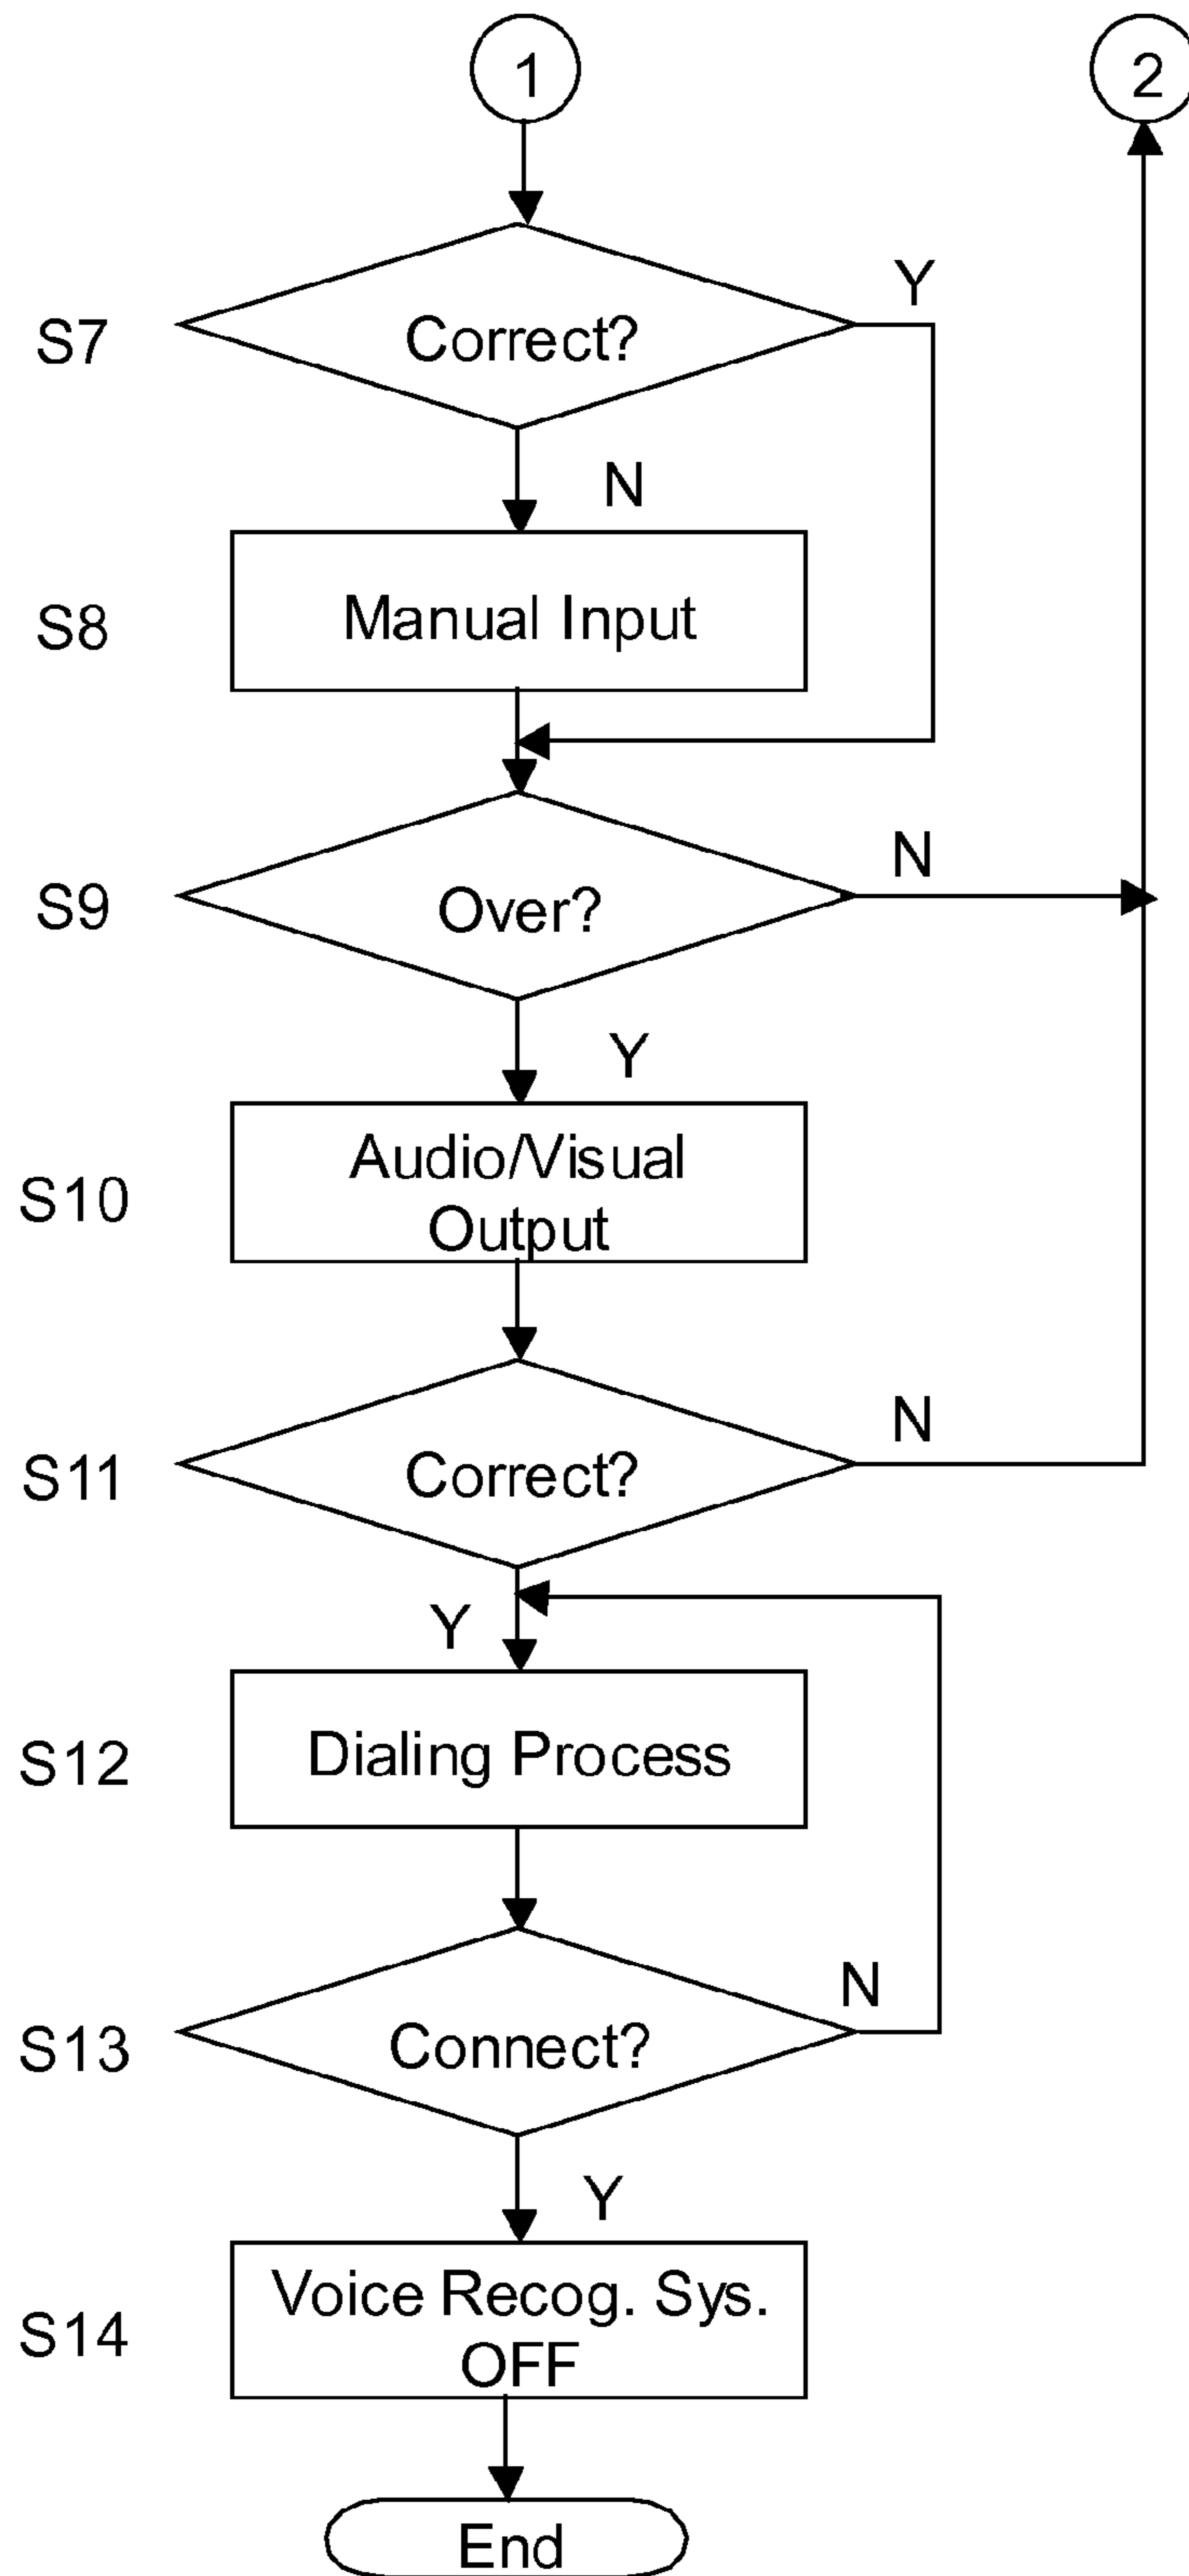 1
2
S7
Correct?
Y
N
S8
Manual Input
S9
Over?
N
Y
S10
Audio/Visual
Output
S11
Correct?
N
Y
S12
Dialing Process
S13
Connect?
N
Y
S14
Voice Recog. Sys.
OFF
End